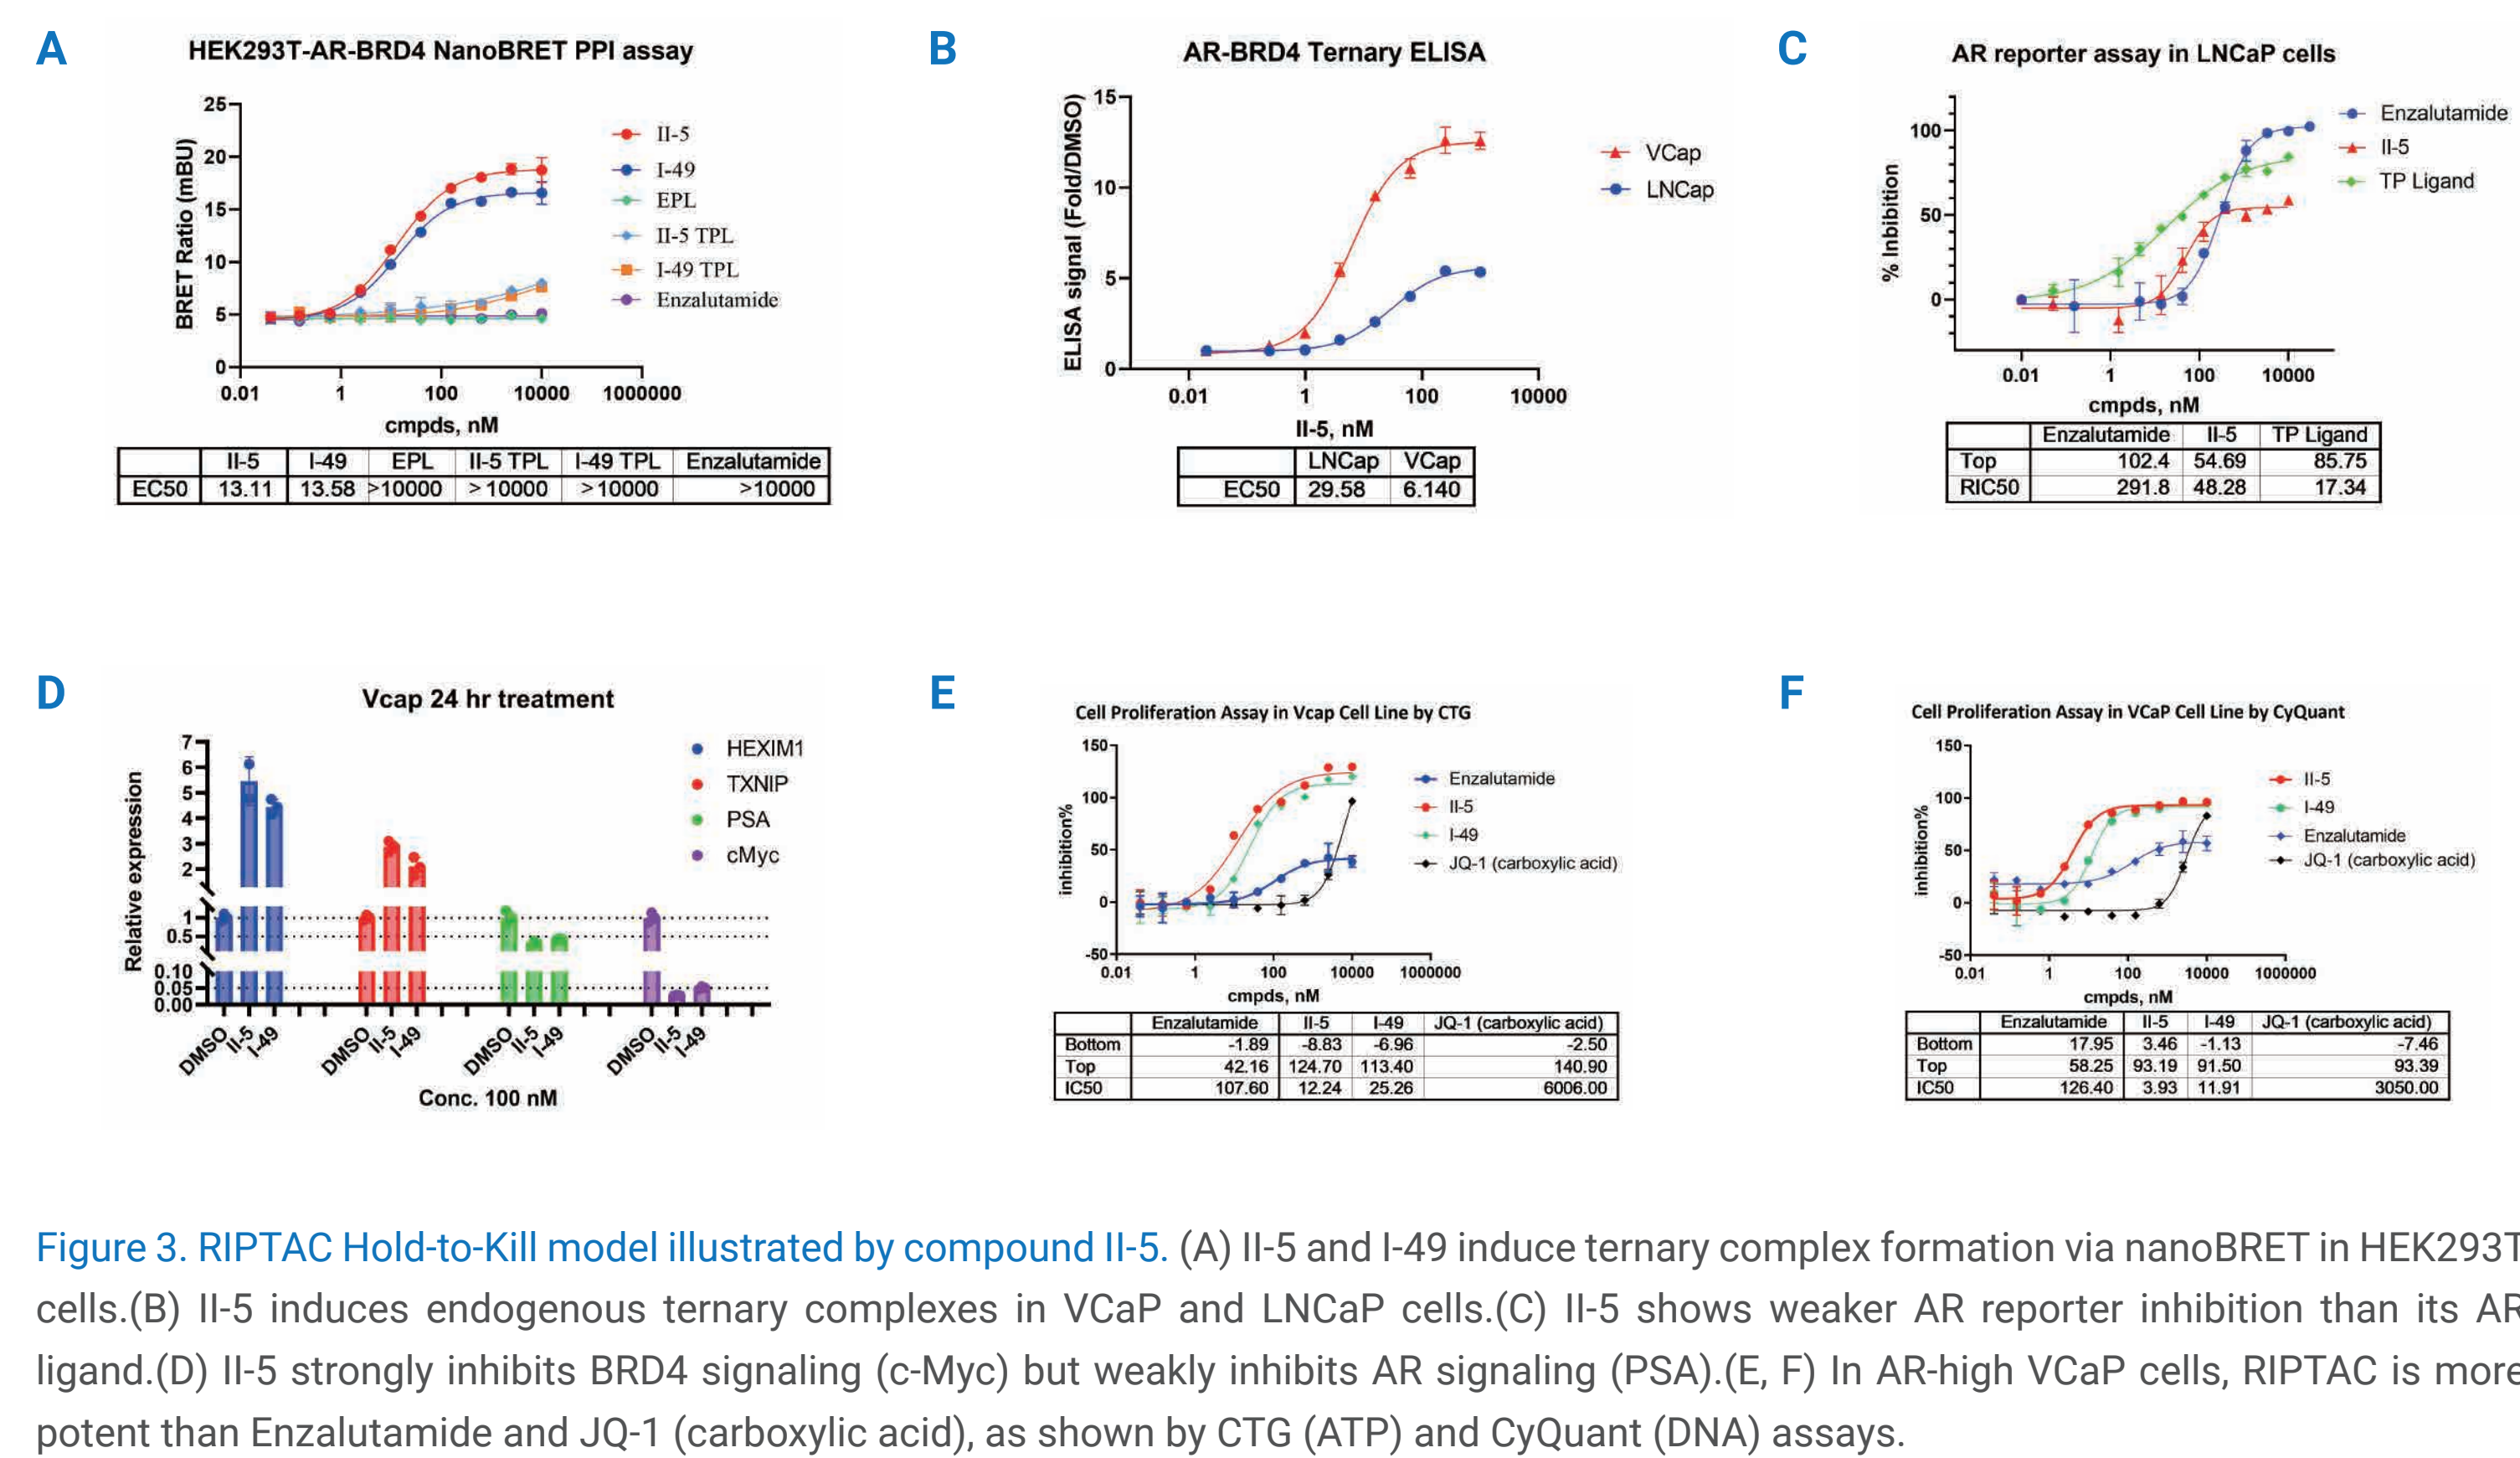 A
HEK293T-AR-BRD4 NanoBRET PPI assay
BRET Ratio (mBU)
25
20
15
10
5
0
0.01 1 100 10000 1000000
cmpds, nM
II-5
I-49
EPL
II-5 TPL
I-49 TPL
Enzalutamide
II-5 I-49 EPL II-5 TPL I-49 TPL Enzalutamide
EC50 13.11 13.58 >10000 >10000 >10000 >10000
B
AR-BRD4 Ternary ELISA
ELISA signal (Fold/DMSO)
15
10
5
0
0.01 1 100 10000
II-5, nM
VCap
LNCap
LNCap VCap
EC50 29.58 6.140
C
AR reporter assay in LNCaP cells
% Inbibition
100
50
0
0.01 1 100 10000
cmpds, nM
Enzalutamide
II-5
TP Ligand
Enzalutamide II-5 TP Ligand
Top 102.4 54.69 85.75
RIC50 291.8 48.28 17.34
D
Vcap 24 hr treatment
Relative expression
7
6
5
4
3
2
1
0.5
0.10
0.05
0.00
DMSO II-5 I-49 DMSO II-5 I-49 DMSO II-5 I-49 DMSO II-5 I-49
Conc. 100 nM
HEXIM1
TXNIP
PSA
cMyc
E
Cell Proliferation Assay in Vcap Cell Line by CTG
inhibition%
150
100
50
0
-50
0.01 1 100 10000 1000000
cmpds, nM
Enzalutamide
II-5
I-49
JQ-1 (carboxylic acid)
Enzalutamide II-5 I-49 JQ-1 (carboxylic acid)
Bottom -1.89 -8.83 -6.96 -2.50
Top 42.16 124.70 113.40 140.90
IC50 107.60 12.24 25.26 6006.00
F
Cell Proliferation Assay in VCaP Cell Line by CyQuant
inhibition%
150
100
50
0
-50
0.01 1 100 10000 1000000
cmpds, nM
II-5
I-49
Enzalutamide
JQ-1 (carboxylic acid)
Enzalutamide II-5 I-49 JQ-1 (carboxylic acid)
Bottom 17.95 3.46 -1.13 -7.46
Top 58.25 93.19 91.50 93.39
IC50 126.40 3.93 11.91 3050.00
Figure 3. RIPTAC Hold-to-Kill model illustrated by compound II-5. (A) II-5 and I-49 induce ternary complex formation via nanoBRET in HEK293T
cells.(B) II-5 induces endogenous ternary complexes in VCaP and LNCaP cells.(C) II-5 shows weaker AR reporter inhibition than its AR
ligand.(D) II-5 strongly inhibits BRD4 signaling (c-Myc) but weakly inhibits AR signaling (PSA).(E, F) In AR-high VCaP cells, RIPTAC is more
potent than Enzalutamide and JQ-1 (carboxylic acid), as shown by CTG (ATP) and CyQuant (DNA) assays.